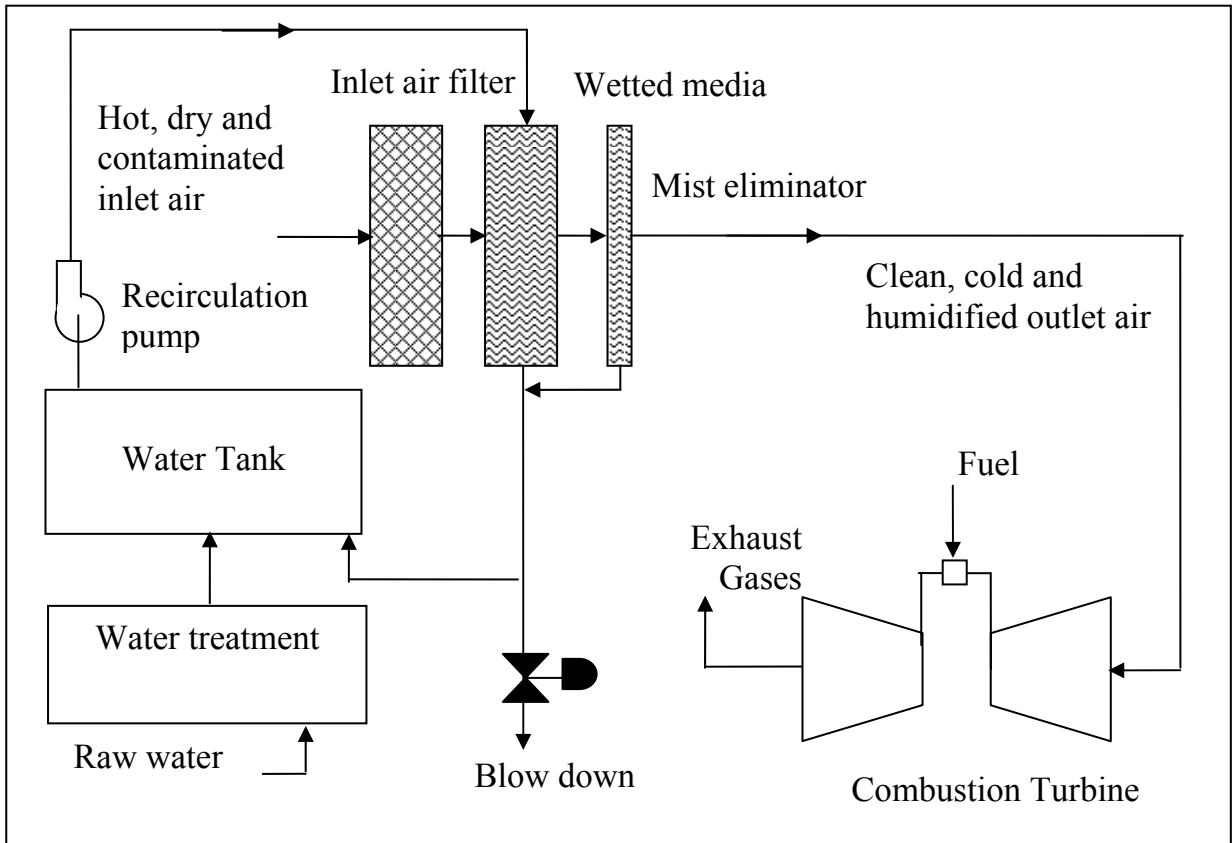 Inlet air filter
Wetted media
Hot, dry and
contaminated
inlet air
Mist eliminator
Clean, cold and
humidified outlet air
Recirculation
pump
Water Tank
Fuel
Exhaust
Gases
Water treatment
Raw water
Blow down
Combustion Turbine